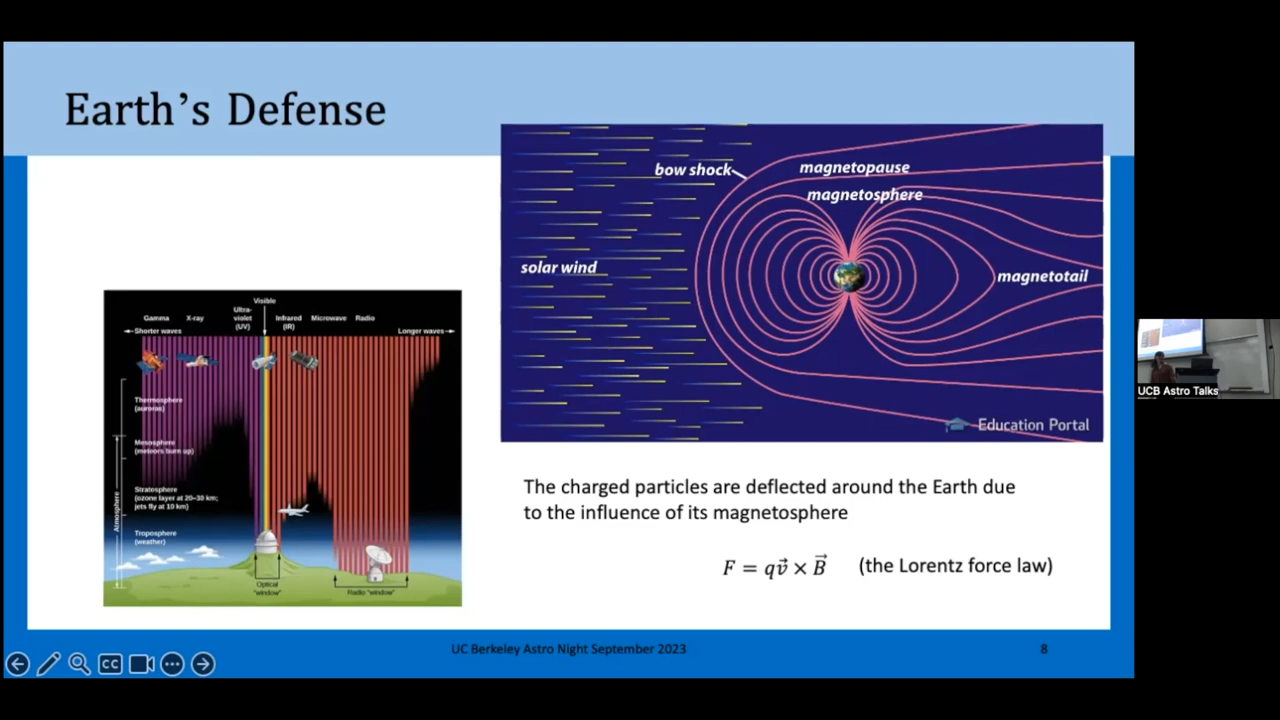 Earth's Defense
bow shock
magnetopause
magnetosphere
solar wind
magnetotail
Education Portal
Visible
Gamma
X-ray
Ultra-
violet
(UV)
Infrared
(IR)
Microwave
Radio
Shorter waves
Longer waves
Thermosphere
(auroras)
Mesosphere
(meteors burn up)
Stratosphere
(ozone layer at 20–30 km;
jets fly at 10 km)
Troposphere
(weather)
Atmosphere
Optical
"window"
Radio "window"
The charged particles are deflected around the Earth due
to the influence of its magnetosphere
F = qv⃗ × B⃗ (the Lorentz force law)
UCB Astro Talks
UC Berkeley Astro Night September 2023
8
CC